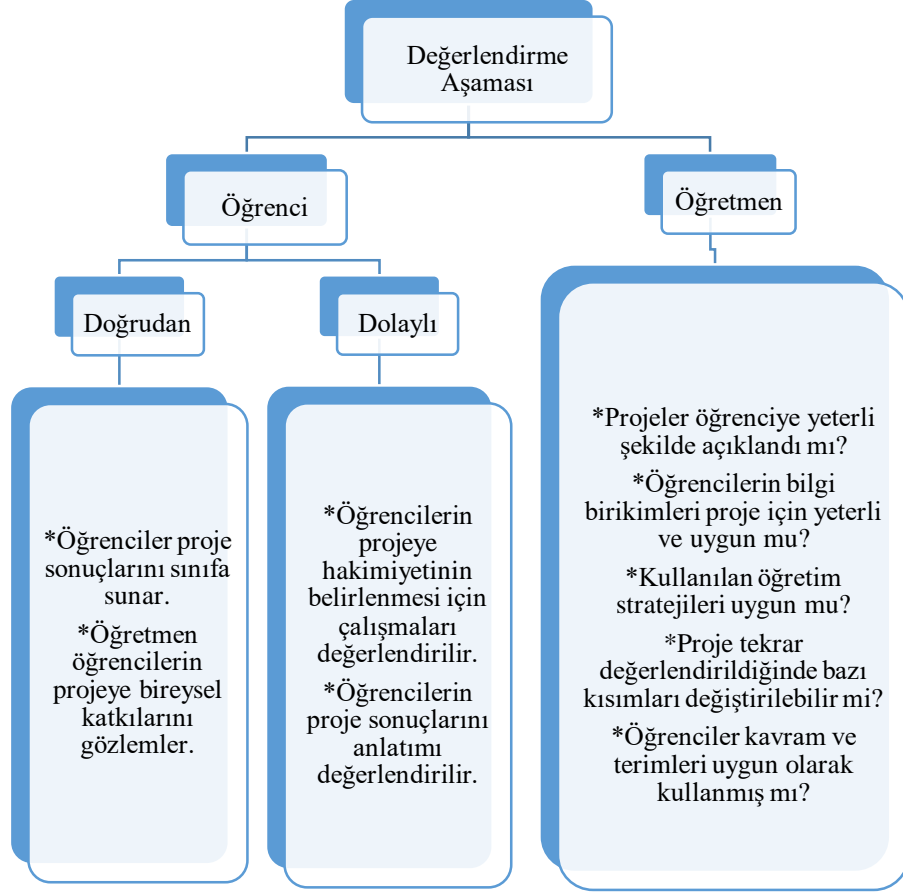 Değerlendirme
Aşaması
Öğrenci
Öğretmen
Doğrudan
Dolaylı
*Öğrenciler proje
sonuçlarını sınıfa
sunar.
*Öğretmen
öğrencilerin
projeye bireysel
katkılarını
gözlemler.
*Öğrencilerin
projeye
hakimiyetinin
belirlenmesi için
çalışmaları
değerlendirilir.
*Öğrencilerin
proje sonuçlarını
anlatımı
değerlendirilir.
*Projeler öğrenciye yeterli
şekilde açıklandı mı?
*Öğrencilerin bilgi
birikimleri proje için yeterli
ve uygun mu?
*Kullanılan öğretim
stratejileri uygun mu?
*Proje tekrar
değerlendirildiğinde bazı
kısımları değiştirilebilir mi?
*Öğrenciler kavram ve
terimleri uygun olarak
kullanmış mı?